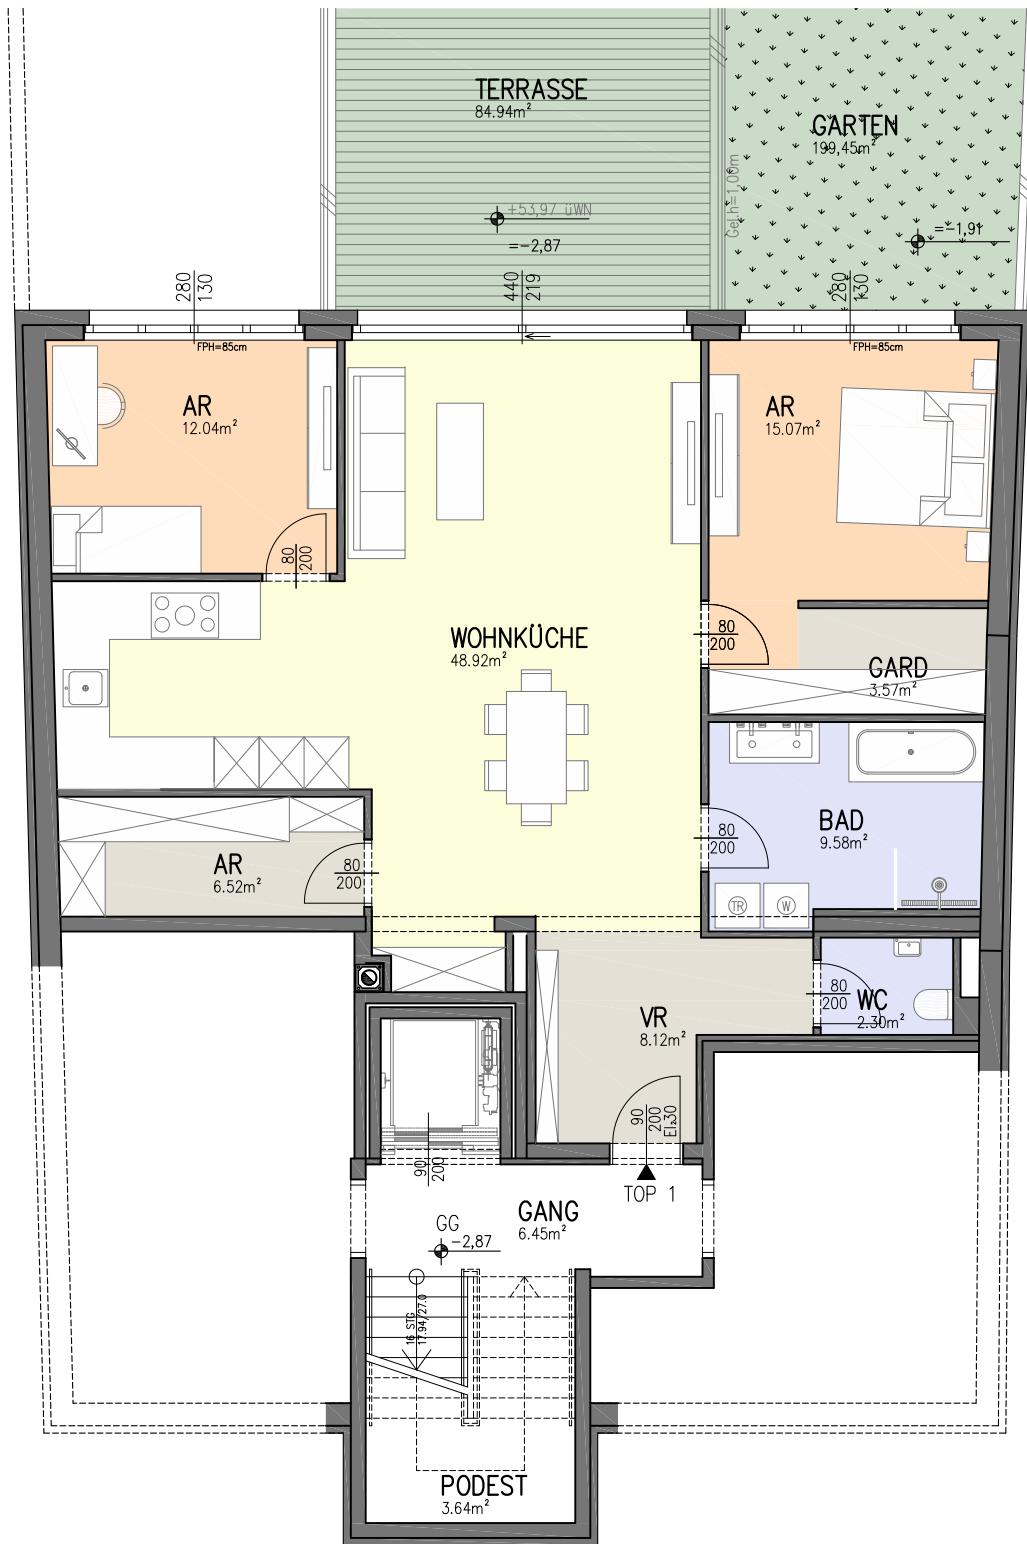 TERRASSE
84.94m²
GARTEN
199,45m²
Gel.h=1,00m
+53,97 üWN
=-2,87
=-1,91
280
130
440
219
280
130
FPH=85cm
FPH=85cm
AR
12.04m²
AR
15.07m²
80
200
WOHNKÜCHE
48.92m²
80
200
GARD
3.57m²
BAD
9.58m²
80
200
AR
6.52m²
80
200
TR
W
80
200
WC
2.30m²
VR
8.12m²
90
200
EI₂30
90
200
TOP 1
GANG
6.45m²
GG
-2,87
16 STG
17.94/27.0
PODEST
3.64m²